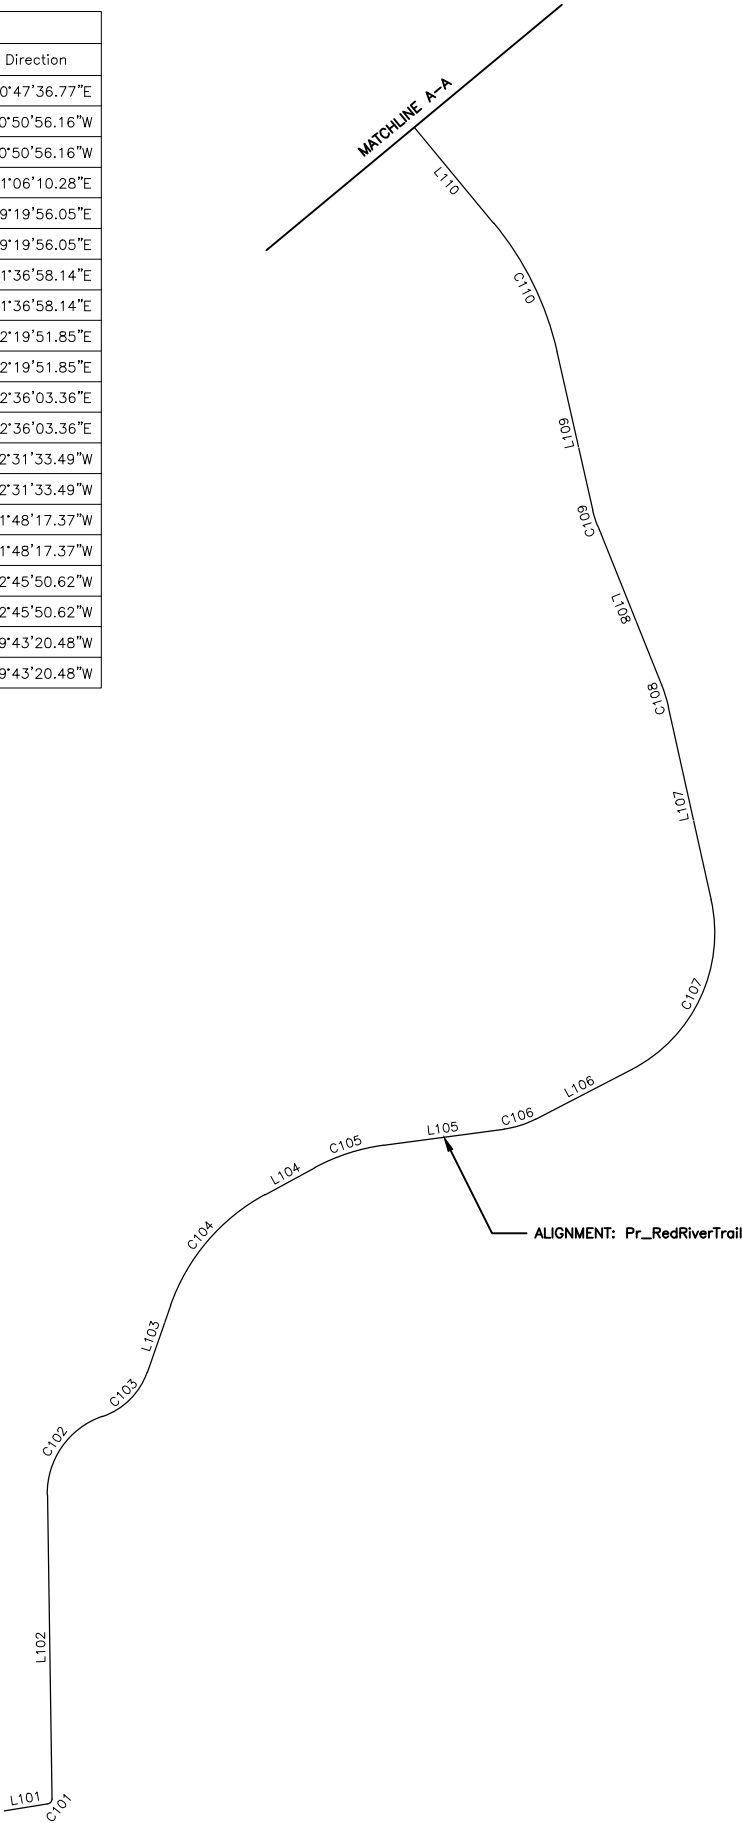 Direction
0°47'36.77"E
0°50'56.16"W
0°50'56.16"W
1°06'10.28"E
9°19'56.05"E
9°19'56.05"E
1°36'58.14"E
1°36'58.14"E
2°19'51.85"E
2°19'51.85"E
2°36'03.36"E
2°36'03.36"E
2°31'33.49"W
2°31'33.49"W
1°48'17.37"W
1°48'17.37"W
2°45'50.62"W
2°45'50.62"W
9°43'20.48"W
9°43'20.48"W
MATCHLINE A-A
L110
C110
L109
C109
L108
C108
L107
C107
L106
C106
L105
C105
L104
ALIGNMENT: Pr_RedRiverTrail
C104
L103
C103
C102
L102
L101
C101